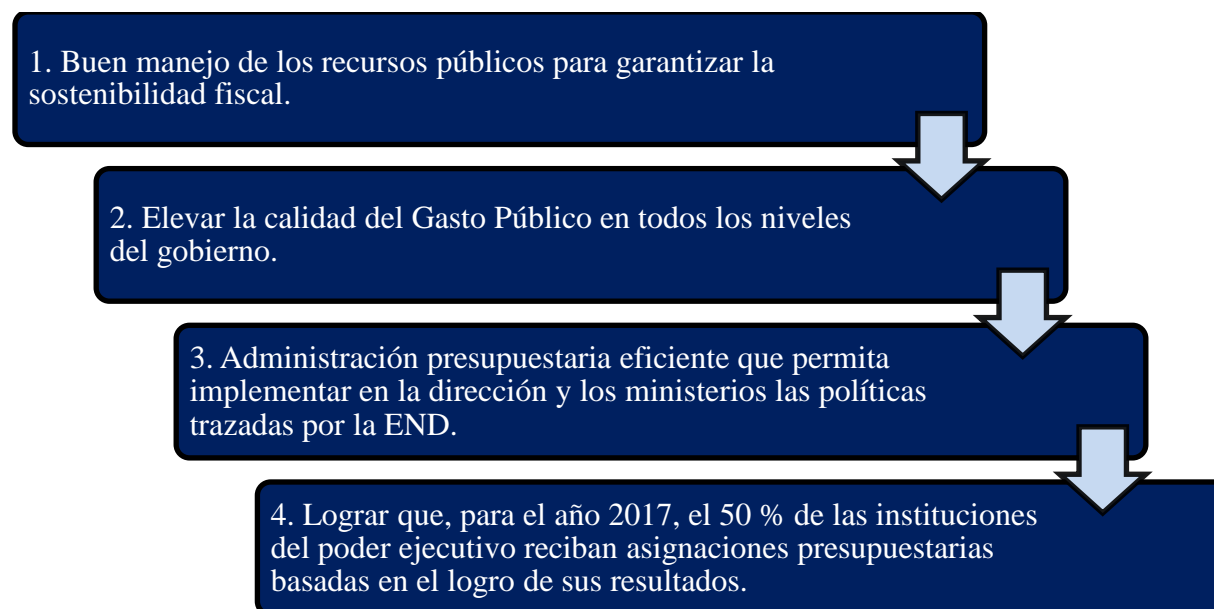 1. Buen manejo de los recursos públicos para garantizar la
sostenibilidad fiscal.
2. Elevar la calidad del Gasto Público en todos los niveles
del gobierno.
3. Administración presupuestaria eficiente que permita
implementar en la dirección y los ministerios las políticas
trazadas por la END.
4. Lograr que, para el año 2017, el 50 % de las instituciones
del poder ejecutivo reciban asignaciones presupuestarias
basadas en el logro de sus resultados.